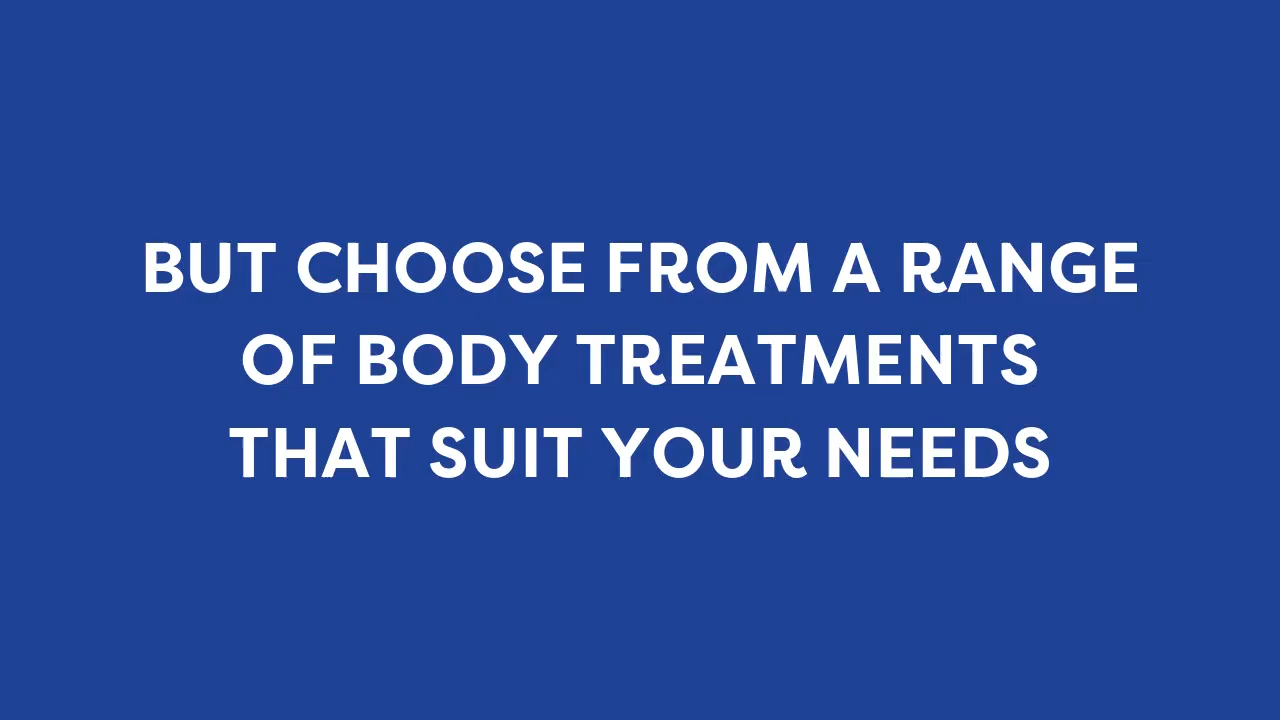 BUT CHOOSE FROM A RANGE
OF BODY TREATMENTS
THAT SUIT YOUR NEEDS